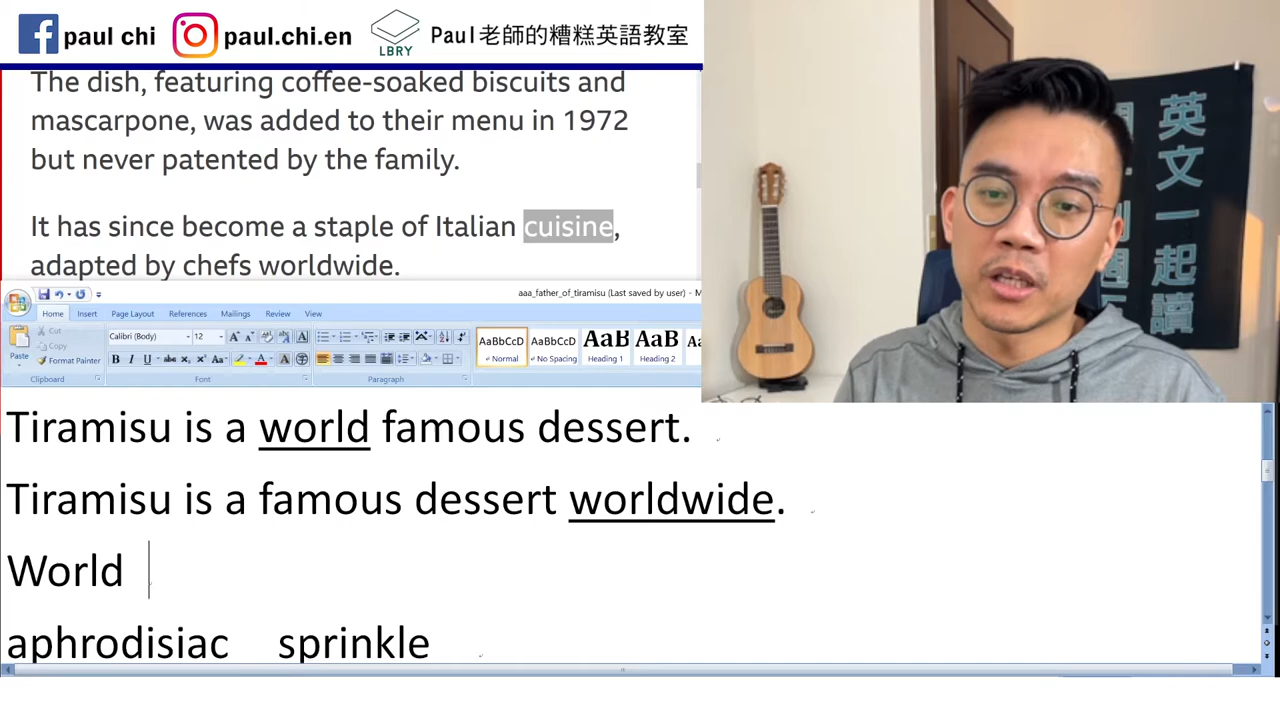 paul chi
paul.chi.en
LBRY
Paul老師的糟糕英語教室
The dish, featuring coffee-soaked biscuits and
mascarpone, was added to their menu in 1972
but never patented by the family.
It has since become a staple of Italian cuisine,
adapted by chefs worldwide.
英文一起讀
aaa_father_of_tiramisu (Last saved by user) - M
Home Insert Page Layout References Mailings Review View
Paste
Cut
Copy
Format Painter
Clipboard
Calibri (Body) 12
Font
Paragraph
AaBbCcD
Normal
AaBbCcD
No Spacing
AaB
Heading 1
AaB
Heading 2
Tiramisu is a world famous dessert.
Tiramisu is a famous dessert worldwide.
World
aphrodisiac sprinkle